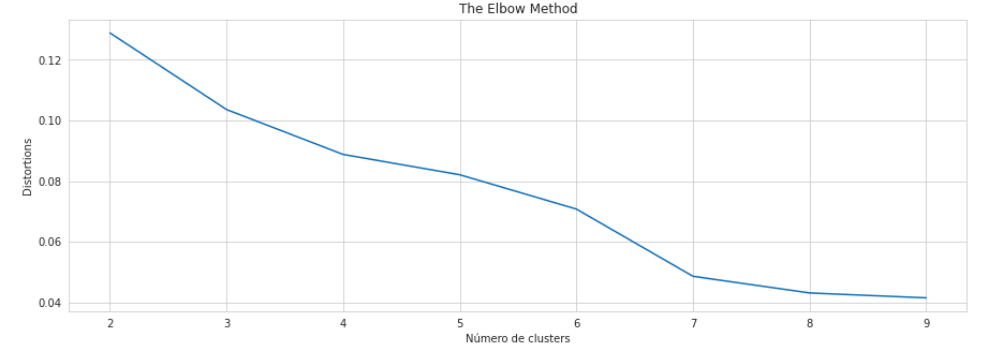 The Elbow Method
Distortions
0.12
0.10
0.08
0.06
0.04
2 3 4 5 6 7 8 9
Número de clusters